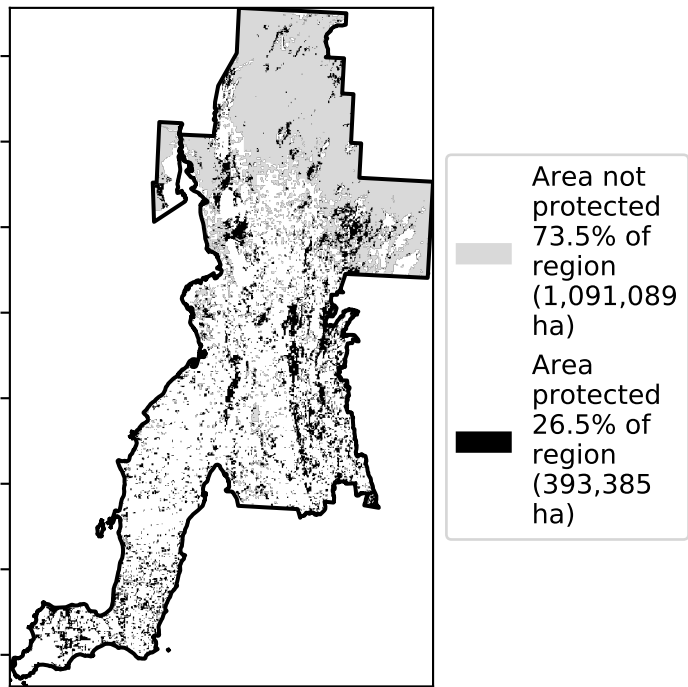 Area not
protected
73.5% of
region
(1,091,089
ha)
Area
protected
26.5% of
region
(393,385
ha)